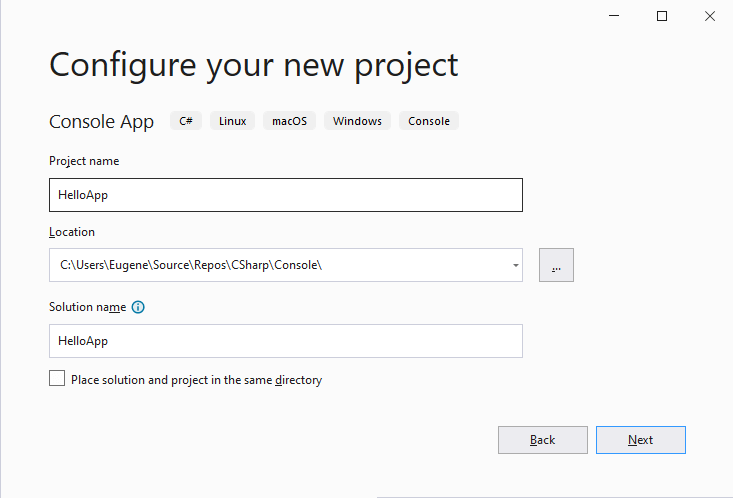 Configure your new project
Console App C# Linux macOS Windows Console
Project name
HelloApp
Location
C:\Users\Eugene\Source\Repos\CSharp\Console\
...
Solution name
HelloApp
Place solution and project in the same directory
Back Next